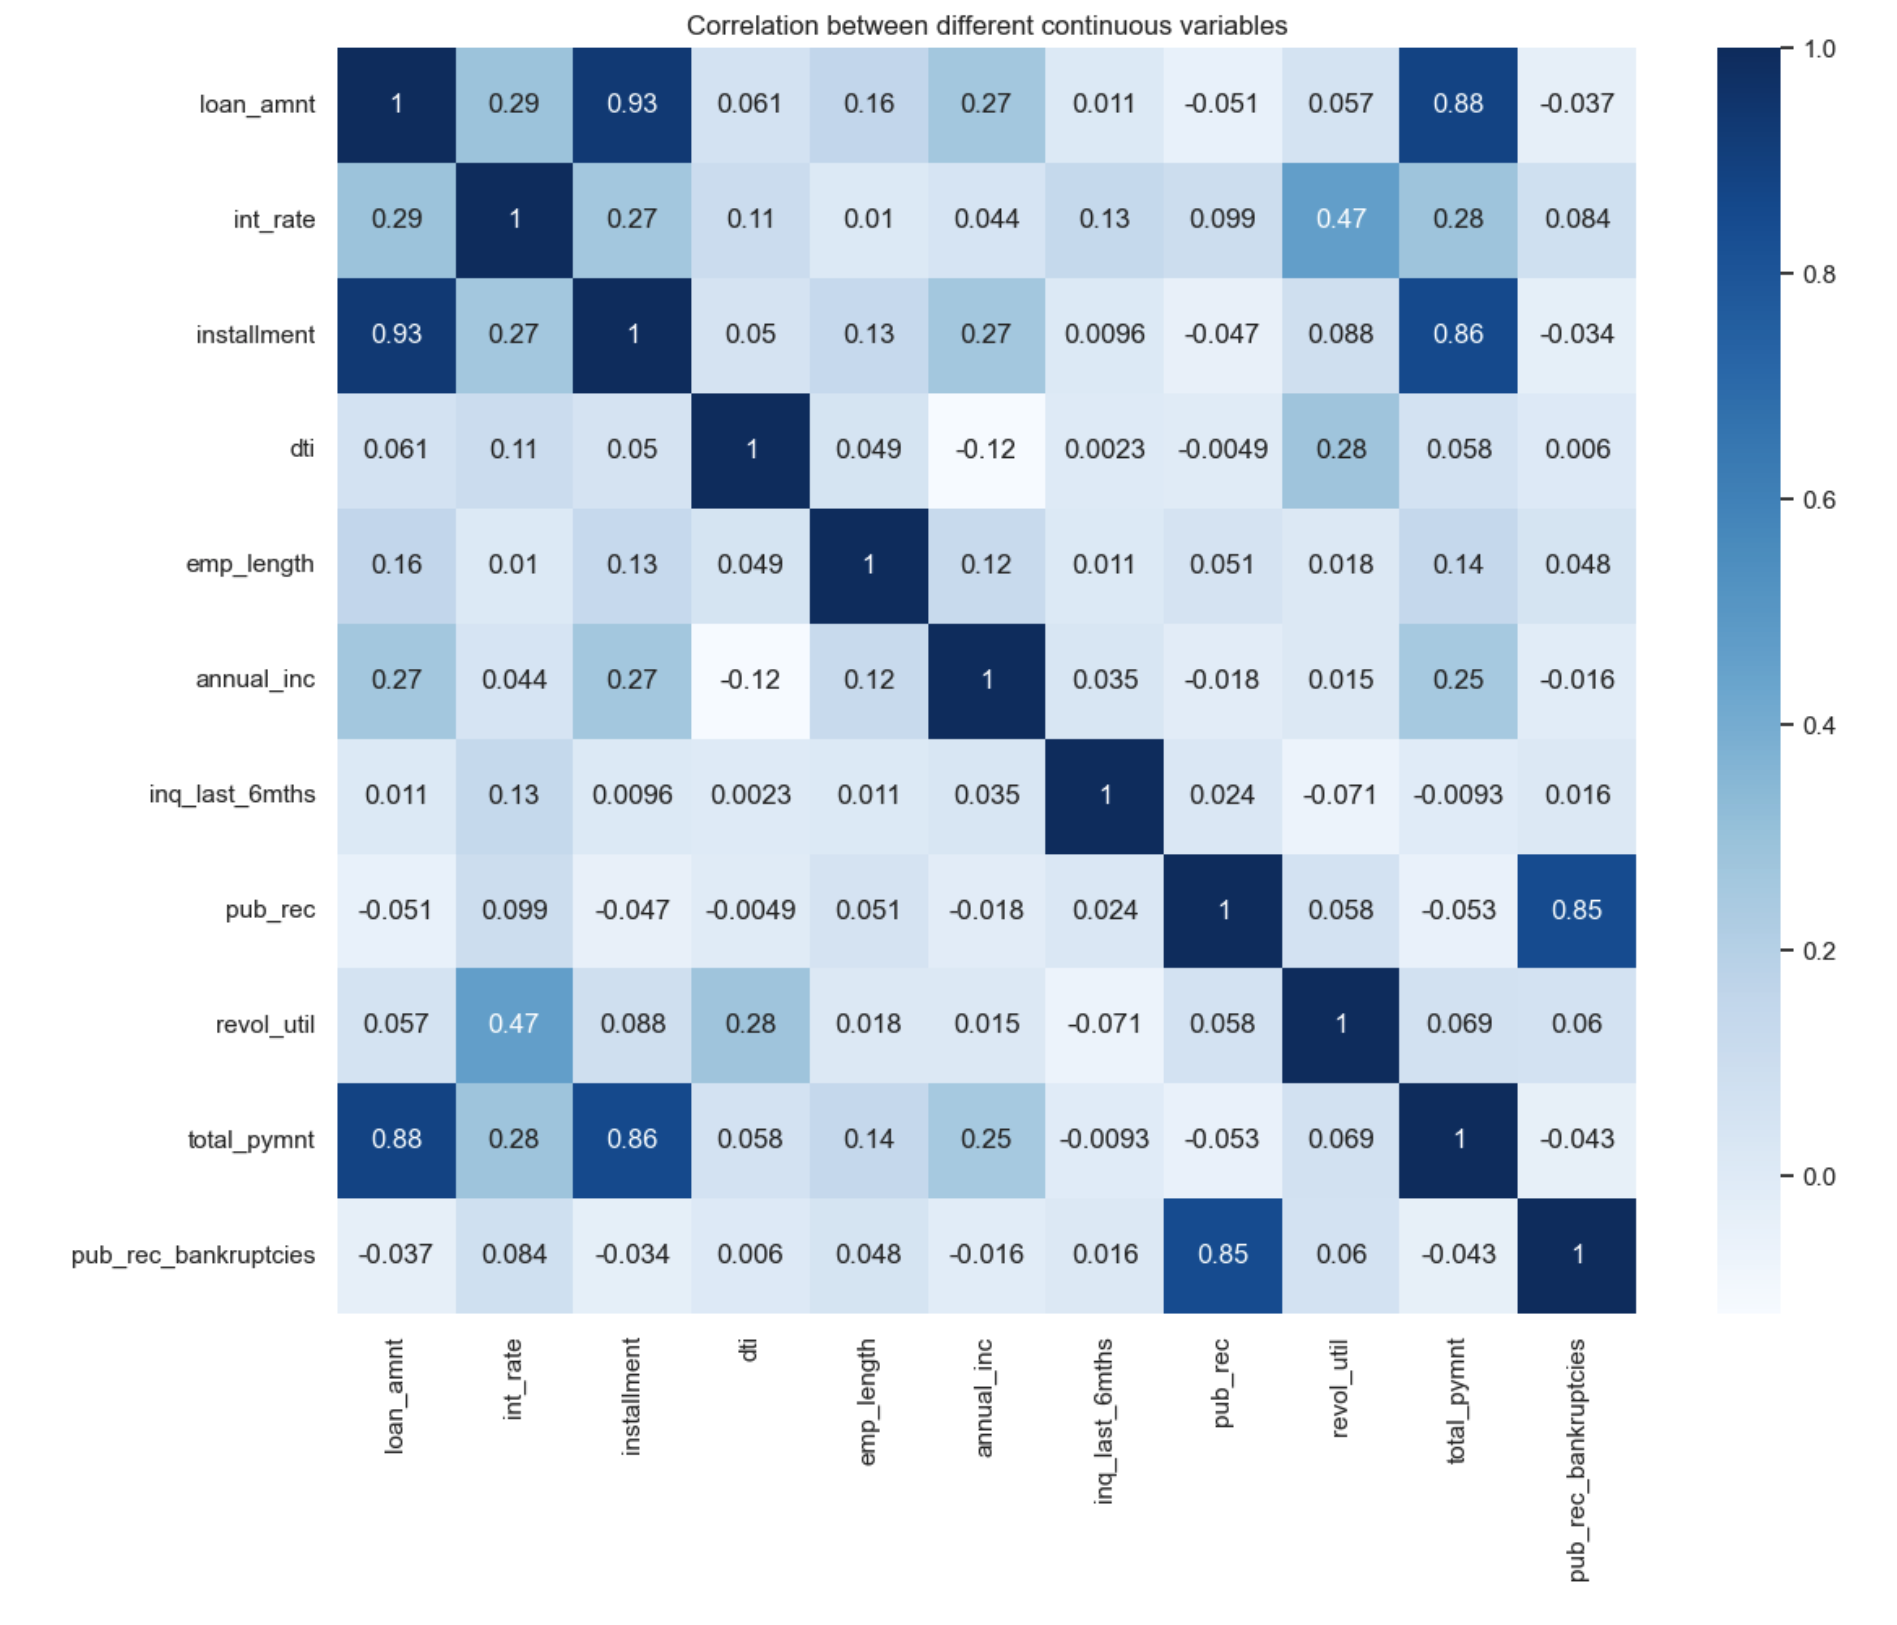 Correlation between different continuous variables
loan_amnt 1 0.29 0.93 0.061 0.16 0.27 0.011 -0.051 0.057 0.88 -0.037
int_rate 0.29 1 0.27 0.11 0.01 0.044 0.13 0.099 0.47 0.28 0.084
installment 0.93 0.27 1 0.05 0.13 0.27 0.0096 -0.047 0.088 0.86 -0.034
dti 0.061 0.11 0.05 1 0.049 -0.12 0.0023 -0.0049 0.28 0.058 0.006
emp_length 0.16 0.01 0.13 0.049 1 0.12 0.011 0.051 0.018 0.14 0.048
annual_inc 0.27 0.044 0.27 -0.12 0.12 1 0.035 -0.018 0.015 0.25 -0.016
inq_last_6mths 0.011 0.13 0.0096 0.0023 0.011 0.035 1 0.024 -0.071 -0.0093 0.016
pub_rec -0.051 0.099 -0.047 -0.0049 0.051 -0.018 0.024 1 0.058 -0.053 0.85
revol_util 0.057 0.47 0.088 0.28 0.018 0.015 -0.071 0.058 1 0.069 0.06
total_pymnt 0.88 0.28 0.86 0.058 0.14 0.25 -0.0093 -0.053 0.069 1 -0.043
pub_rec_bankruptcies -0.037 0.084 -0.034 0.006 0.048 -0.016 0.016 0.85 0.06 -0.043 1
loan_amnt
int_rate
installment
dti
emp_length
annual_inc
inq_last_6mths
pub_rec
revol_util
total_pymnt
pub_rec_bankruptcies
1.0
0.8
0.6
0.4
0.2
0.0